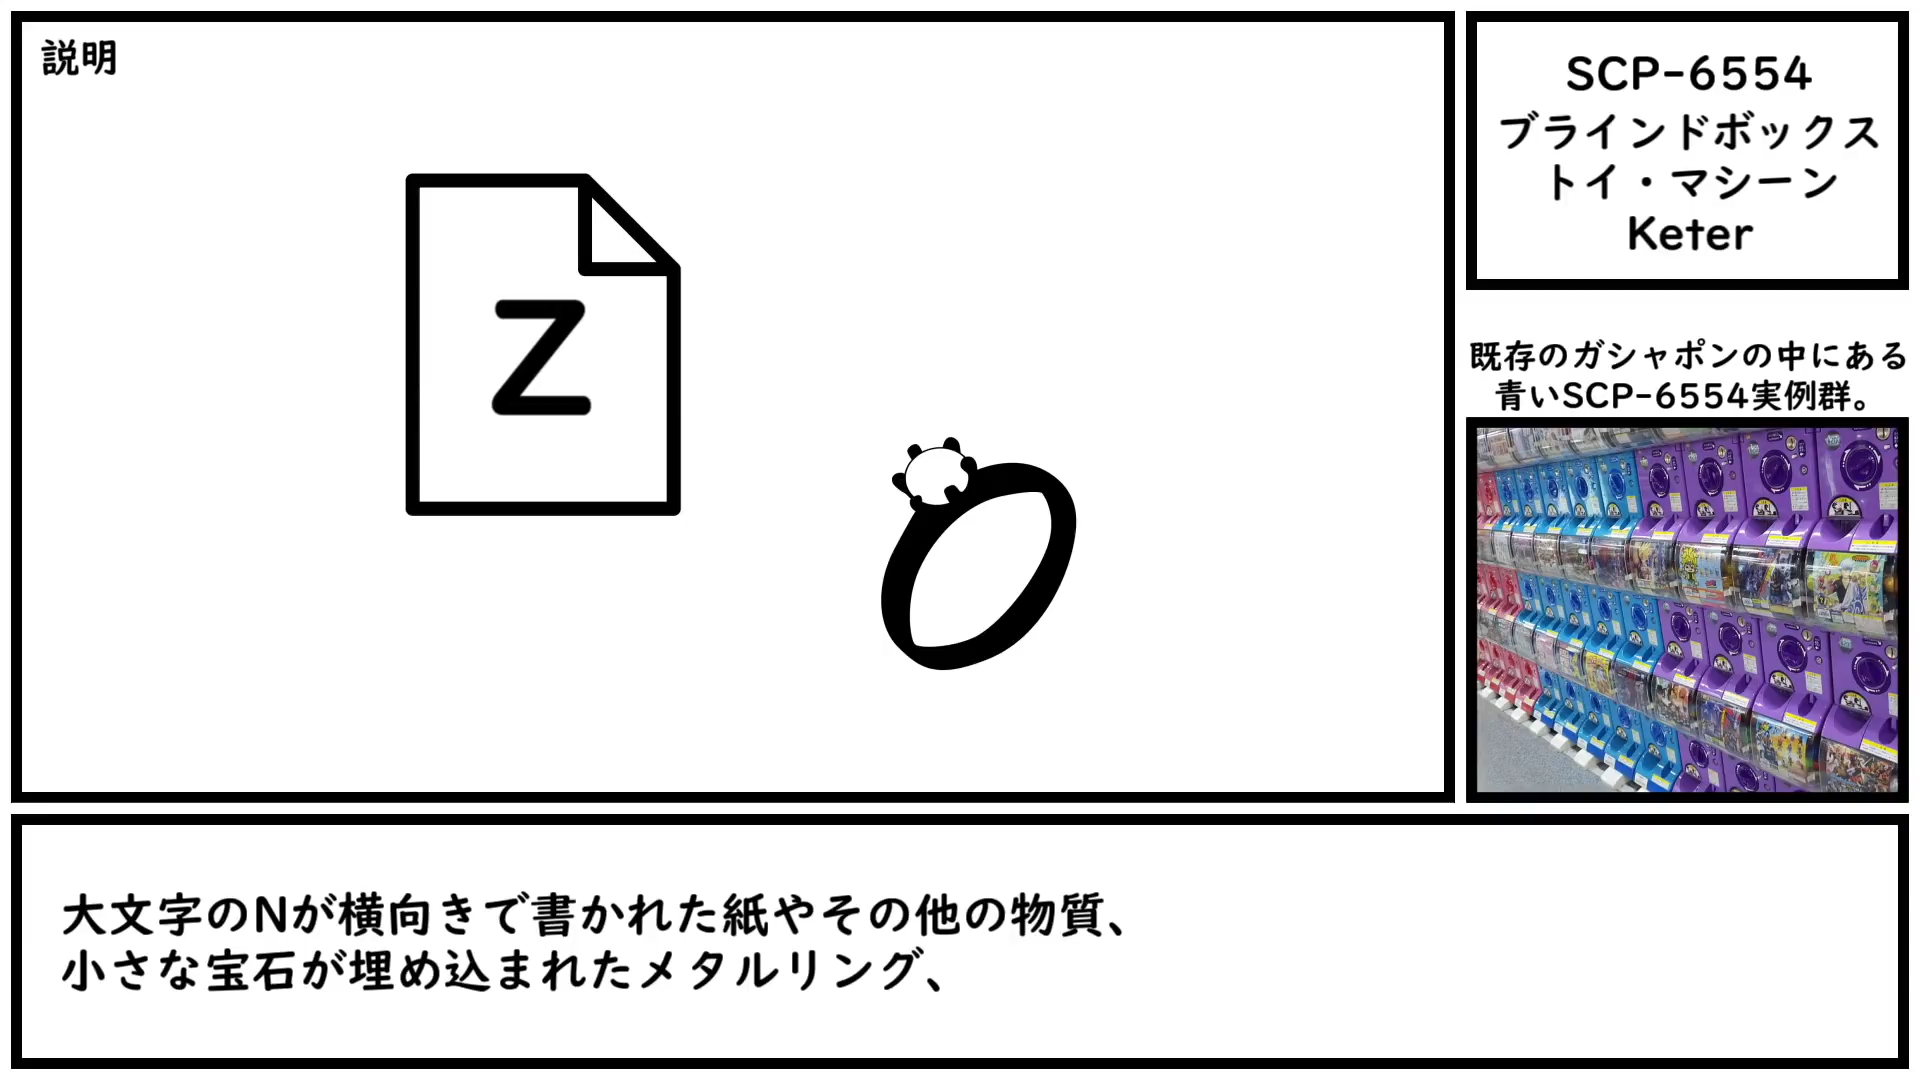 説明
Z
SCP-6554
ブラインドボックス
トイ・マシーン
Keter
既存のガシャポンの中にある
青いSCP-6554実例群。
大文字のNが横向きで書かれた紙やその他の物質、
小さな宝石が埋め込まれたメタルリング、